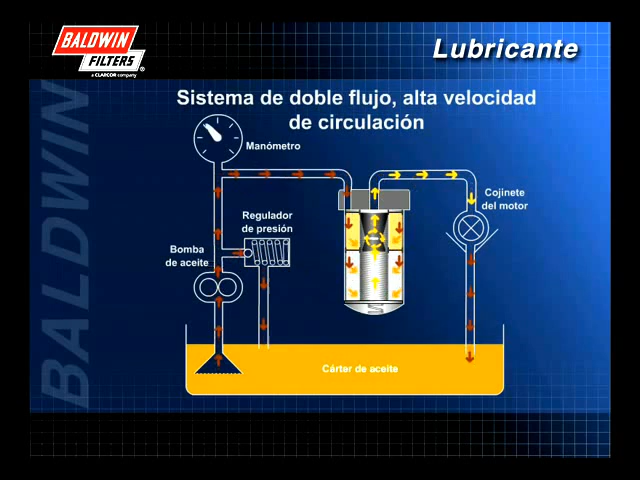 BALDWIN
FILTERS®
a CLARCOR company
Lubricante
Sistema de doble flujo, alta velocidad
de circulación
Manómetro
Cojinete
del motor
Regulador
de presión
Bomba
de aceite
Cárter de aceite
BALDWIN